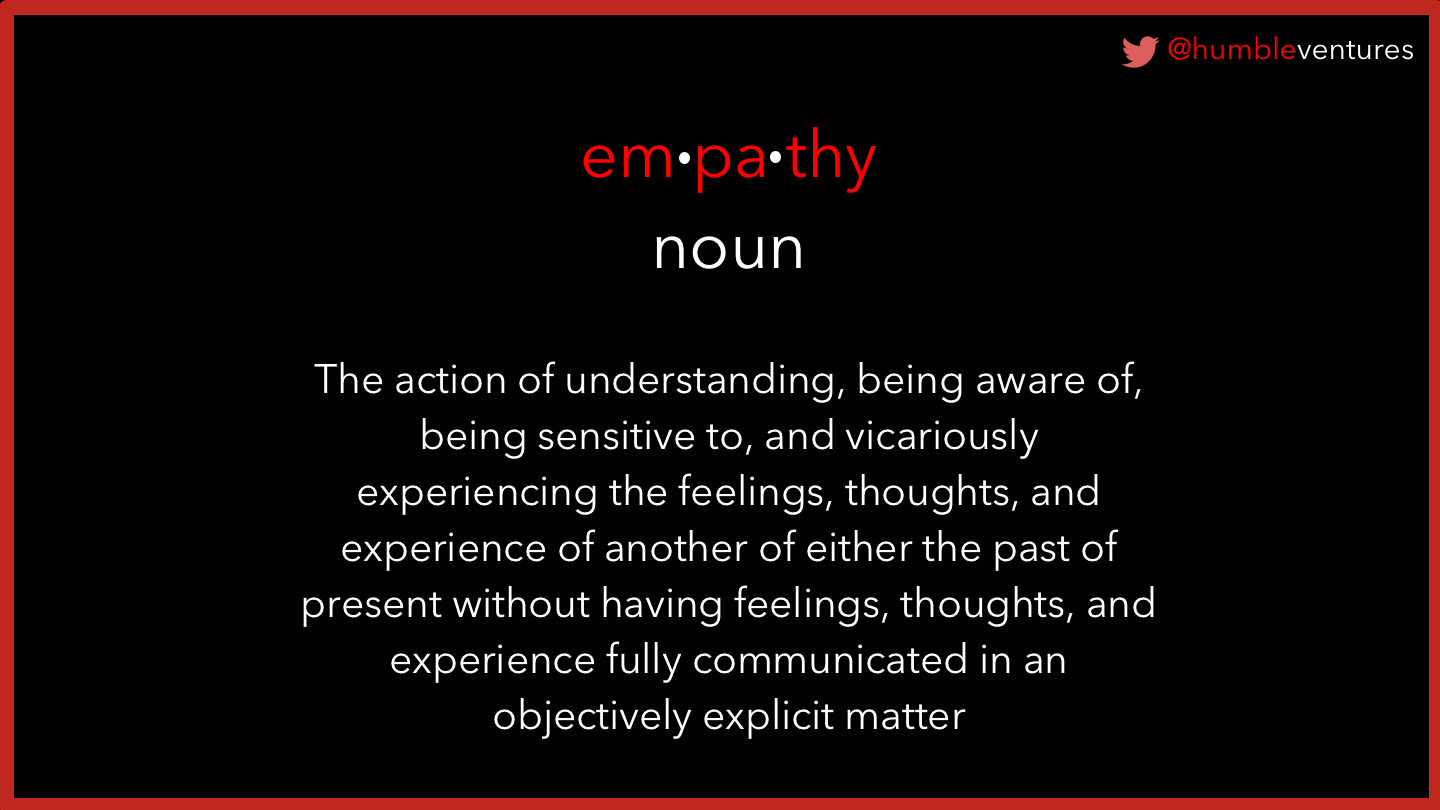 @humbleventures
em•pa•thy
noun
The action of understanding, being aware of,
being sensitive to, and vicariously
experiencing the feelings, thoughts, and
experience of another of either the past of
present without having feelings, thoughts, and
experience fully communicated in an
objectively explicit matter